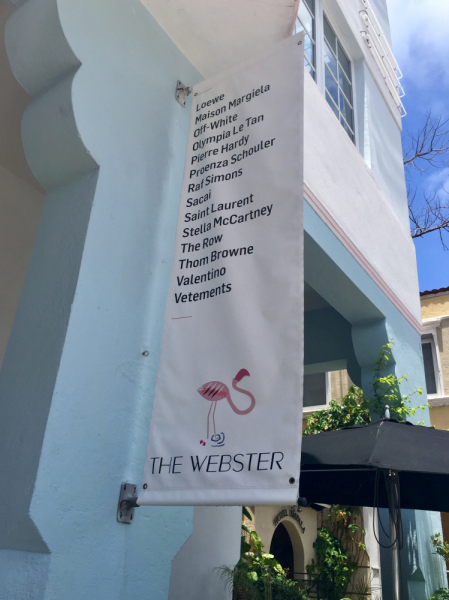 Loewe
Maison Margiela
Off-White
Olympia Le Tan
Pierre Hardy
Proenza Schouler
Raf Simons
Sacai
Saint Laurent
Stella McCartney
The Row
Thom Browne
Valentino
Vetements
THE WEBSTER